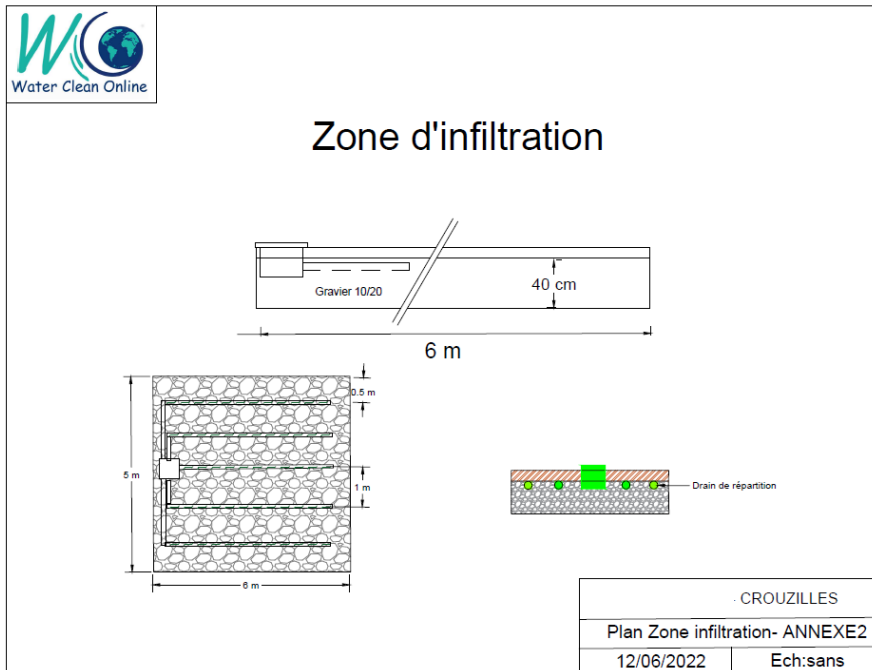 WCO
Water Clean Online
Zone d'infiltration
Gravier 10/20
40 cm
6 m
0.5 m
5 m
1 m
6 m
Drain de répartition
CROUZILLES
Plan Zone infiltration- ANNEXE2
12/06/2022
Ech:sans